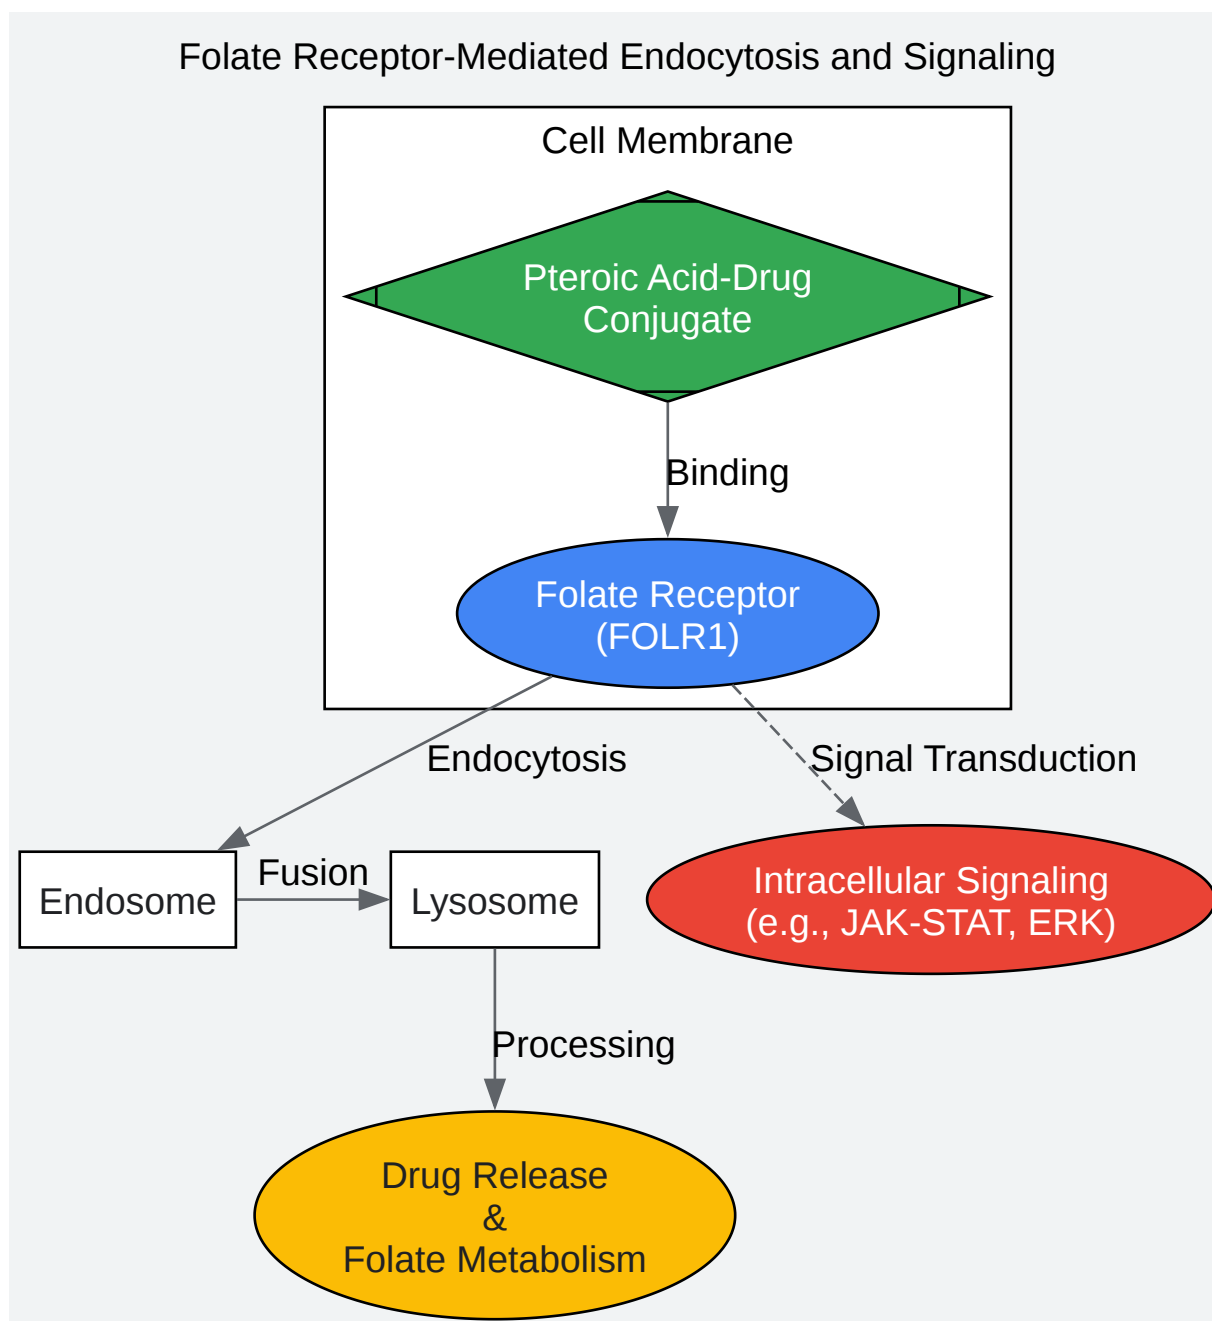 Folate Receptor-Mediated Endocytosis and Signaling
Cell Membrane
Pteroic Acid-Drug
Conjugate
Binding
Folate Receptor
(FOLR1)
Endocytosis
Signal Transduction
Fusion
Endosome
Lysosome
Intracellular Signaling
(e.g., JAK-STAT, ERK)
Processing
Drug Release
&
Folate Metabolism